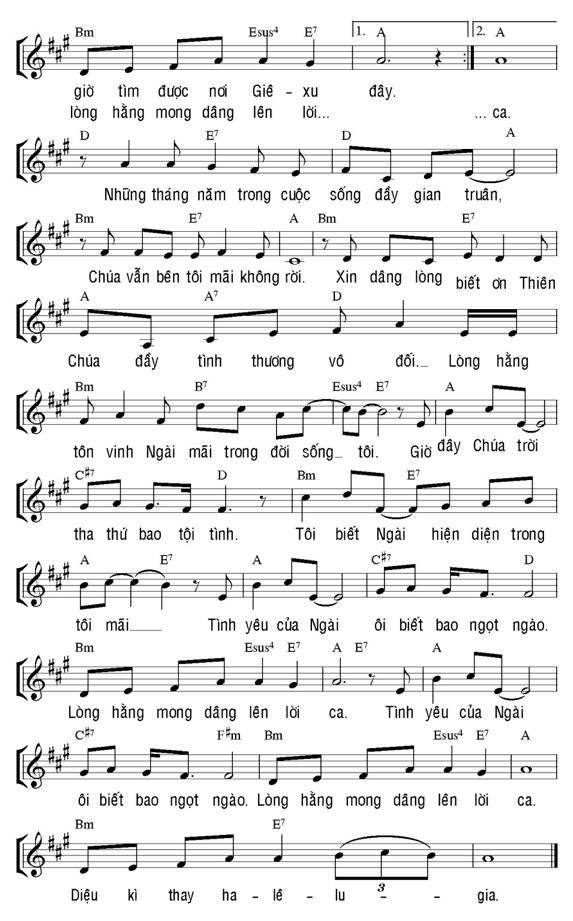 Bm Esus4 E7 1. A 2. A
giờ tìm được nơi Giê - xu đây.
lòng hằng mong dâng lên lời... ...ca.
D E7 D A
Những tháng năm trong cuộc sống đầy gian truân,
Bm E7 A Bm E7
Chúa vẫn bên tôi mãi không rời. Xin dâng lòng biết ơn Thiên
A A7 D
Chúa đầy tình thương vô đối._ Lòng hằng
Bm B7 Esus4 E7 A
tôn vinh Ngài mãi trong đời sống_ tôi. Giờ đây Chúa trời
C#7 D Bm E7
tha thứ bao tội tình. Tôi biết Ngài hiện diện trong
A E7 A C#7 D
tôi mãi____ Tình yêu của Ngài ôi biết bao ngọt ngào.
Bm Esus4 E7 A E7 A
Lòng hằng mong dâng lên lời ca. Tình yêu của Ngài
C#7 F#m Bm Esus4 E7 A
ôi biết bao ngọt ngào. Lòng hằng mong dâng lên lời ca.
Bm E7
3
Diệu kì thay ha - lê - lu - gia.